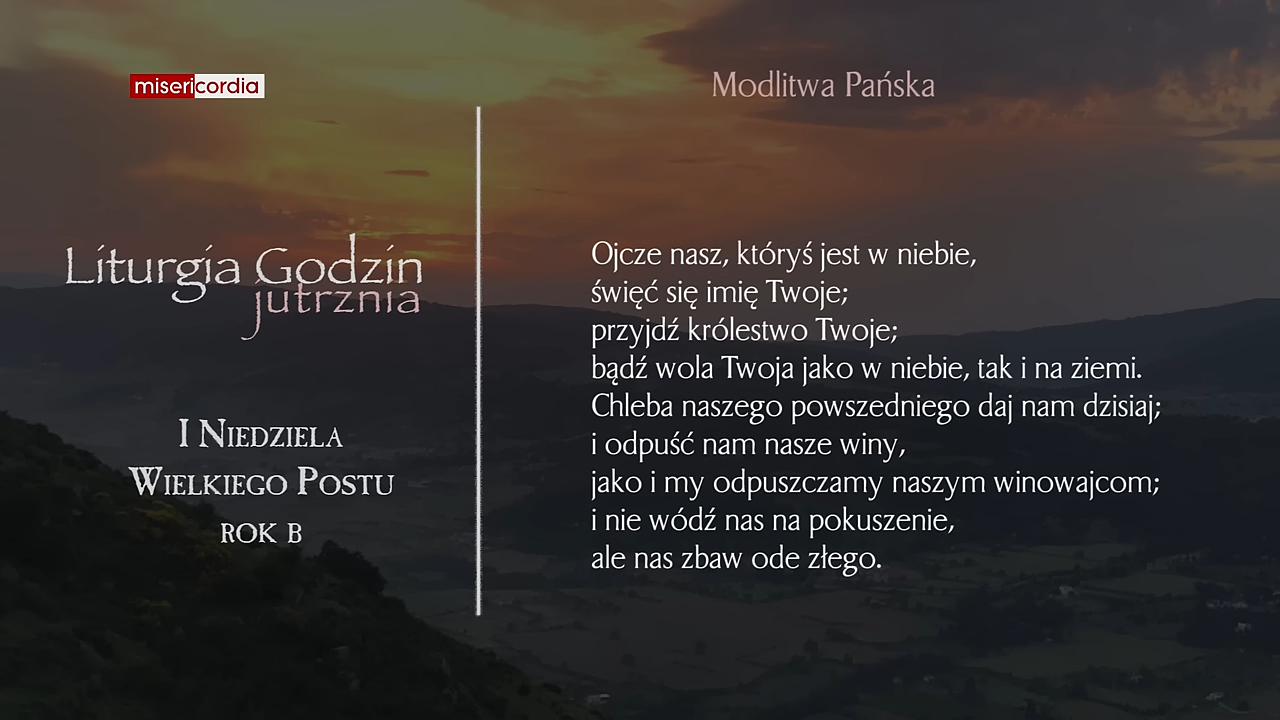 misericordia
Liturgia Godzin
jutrznia
I Niedziela
Wielkiego Postu
rok B
Modlitwa Pańska
Ojcze nasz, któryś jest w niebie,
święć się imię Twoje;
przyjdź królestwo Twoje;
bądź wola Twoja jako w niebie, tak i na ziemi.
Chleba naszego powszedniego daj nam dzisiaj;
i odpuść nam nasze winy,
jako i my odpuszczamy naszym winowajcom;
i nie wódź nas na pokuszenie,
ale nas zbaw ode złego.